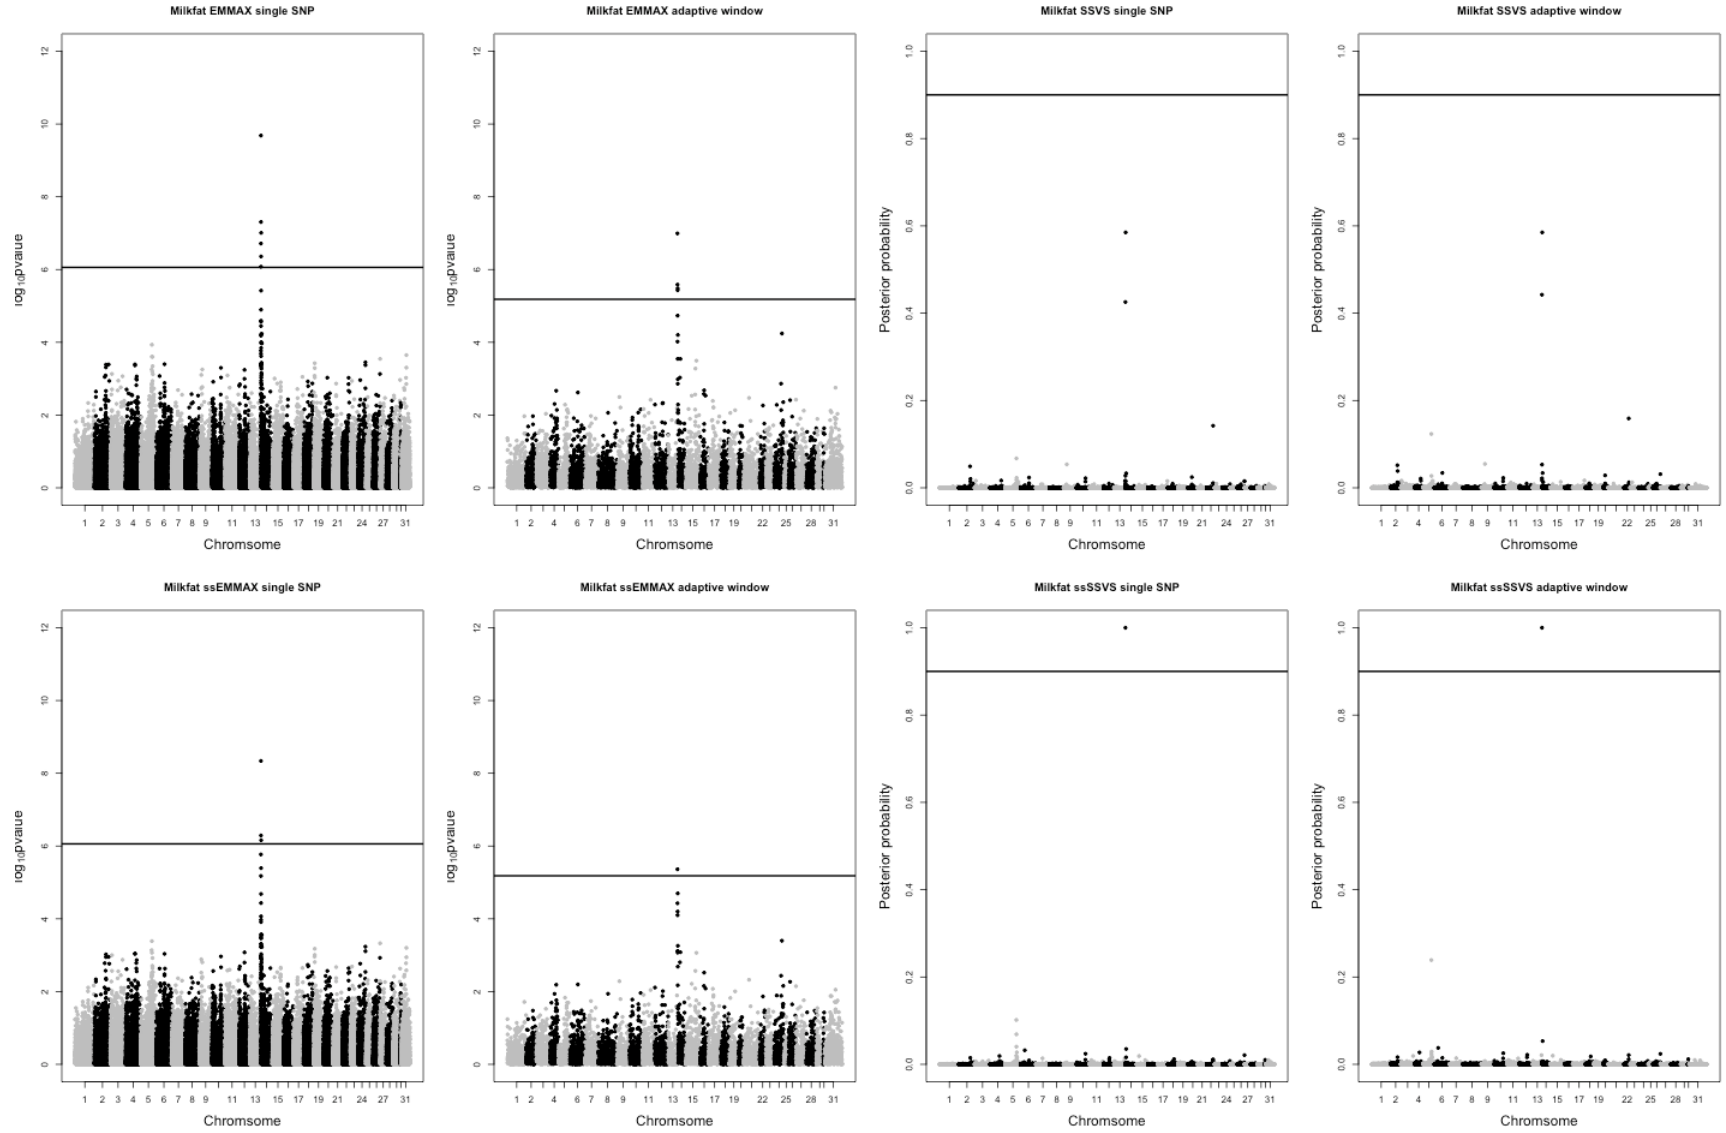 Milkfat EMMAX single SNP
12
10
8
6
4
2
0
log10pvalue
1 2 3 4 5 6 7 8 9 11 13 15 17 19 21 24 27 31
Chromsome
Milkfat EMMAX adaptive window
12
10
8
6
4
2
0
log10pvalue
1 2 4 6 7 9 11 13 15 17 19 22 25 28 31
Chromsome
Milkfat SSVS single SNP
1.0
0.8
0.6
0.4
0.2
0.0
Posterior probability
1 2 3 4 5 6 7 9 11 13 15 17 19 21 24 27 31
Chromsome
Milkfat SSVS adaptive window
1.0
0.8
0.6
0.4
0.2
0.0
Posterior probability
1 2 4 6 7 8 9 11 13 15 17 19 22 25 28 31
Chromsome
Milkfat ssEMMAX single SNP
12
10
8
6
4
2
0
log10pvalue
1 2 3 4 5 6 7 8 9 11 13 15 17 19 21 24 27 31
Chromsome
Milkfat ssEMMAX adaptive window
12
10
8
6
4
2
0
log10pvalue
1 2 4 6 7 9 11 13 15 17 19 22 25 28 31
Chromsome
Milkfat ssSSVS single SNP
1.0
0.8
0.6
0.4
0.2
0.0
Posterior probability
1 2 3 4 5 6 7 9 11 13 15 17 19 21 24 27 31
Chromsome
Milkfat ssSSVS adaptive window
1.0
0.8
0.6
0.4
0.2
0.0
Posterior probability
1 2 4 6 7 8 9 11 13 15 17 19 22 25 28 31
Chromsome